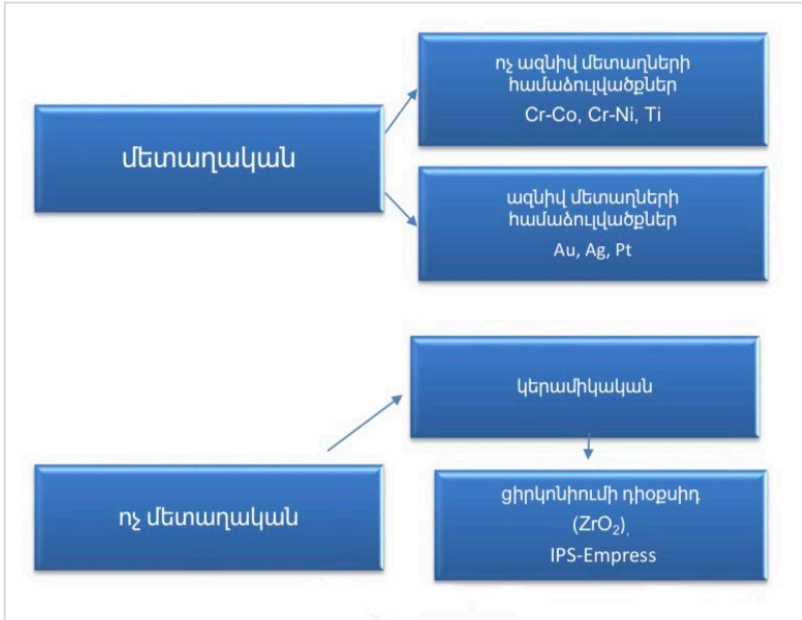 մետաղական
ոչ ազնիվ մետաղների
համաձուլվածքներ
Cr-Co, Cr-Ni, Ti
ազնիվ մետաղների
համաձուլվածքներ
Au, Ag, Pt
ոչ մետաղական
կերամիկական
ցիրկոնիումի դիօքսիդ
(ZrO₂),
IPS-Empress